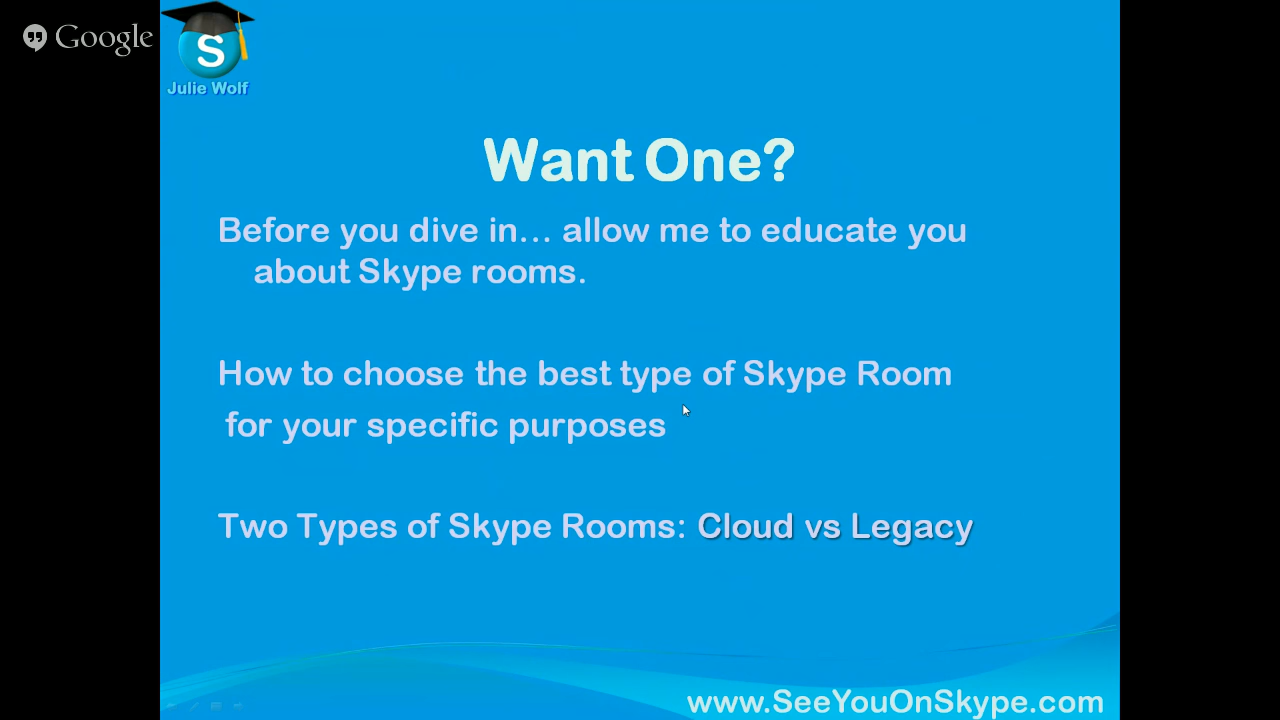 Google
S
Julie Wolf
Want One?
Before you dive in... allow me to educate you
about Skype rooms.
How to choose the best type of Skype Room
for your specific purposes
Two Types of Skype Rooms: Cloud vs Legacy
www.SeeYouOnSkype.com